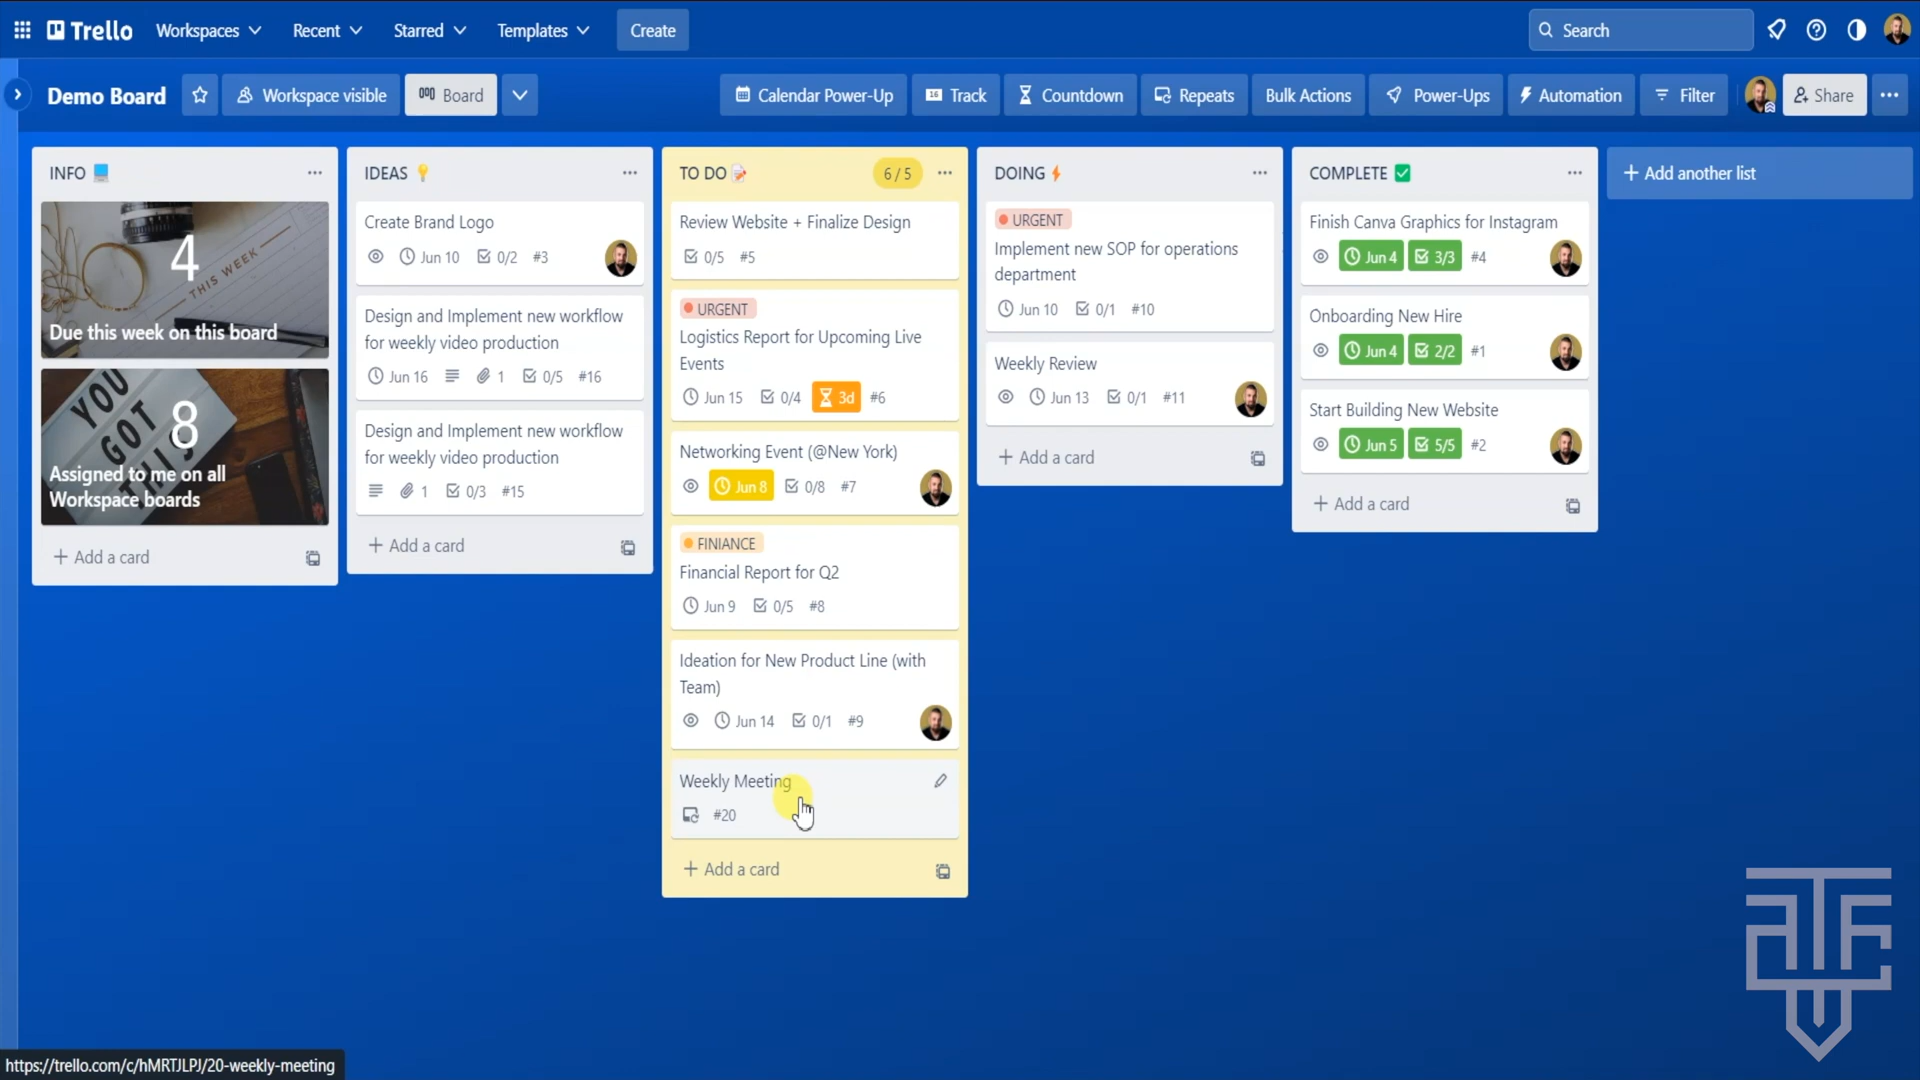 Trello
Workspaces
Recent
Starred
Templates
Create
Search
Demo Board
Workspace visible
Board
Calendar Power-Up
16 Track
Countdown
Repeats
Bulk Actions
Power-Ups
Automation
Filter
Share
INFO
THIS WEEK
4
Due this week on this board
YOU
GOT
THIS
8
Assigned to me on all
Workspace boards
+ Add a card
IDEAS
Create Brand Logo
Jun 10 0/2 #3
Design and Implement new workflow
for weekly video production
Jun 16 1 0/5 #16
Design and Implement new workflow
for weekly video production
1 0/3 #15
+ Add a card
TO DO
6 / 5
Review Website + Finalize Design
0/5 #5
URGENT
Logistics Report for Upcoming Live
Events
Jun 15 0/4 3d #6
Networking Event (@New York)
Jun 8 0/8 #7
FINIANCE
Financial Report for Q2
Jun 9 0/5 #8
Ideation for New Product Line (with
Team)
Jun 14 0/1 #9
Weekly Meeting
#20
+ Add a card
DOING
URGENT
Implement new SOP for operations
department
Jun 10 0/1 #10
Weekly Review
Jun 13 0/1 #11
+ Add a card
COMPLETE
Finish Canva Graphics for Instagram
Jun 4 3/3 #4
Onboarding New Hire
Jun 4 2/2 #1
Start Building New Website
Jun 5 5/5 #2
+ Add a card
+ Add another list
https://trello.com/c/hMRTJLPJ/20-weekly-meeting